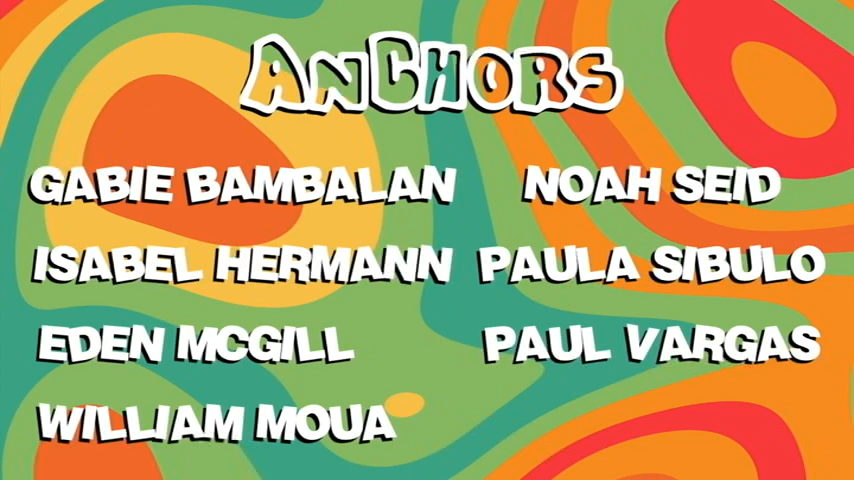 ANCHORS
GABIE BAMBALAN
ISABEL HERMANN
EDEN MCGILL
WILLIAM MOUA
NOAH SEID
PAULA SIBULO
PAUL VARGAS